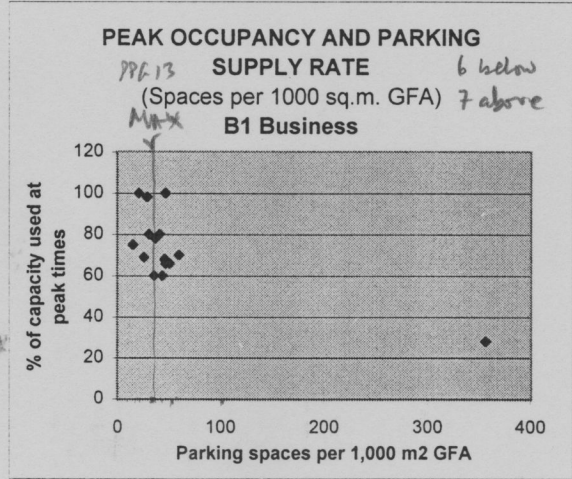 PEAK OCCUPANCY AND PARKING
PPG 13 SUPPLY RATE 6 below
(Spaces per 1000 sq.m. GFA) 7 above
MAX B1 Business
120
100
80
60
40
20
0
% of capacity used at
peak times
0 100 200 300 400
Parking spaces per 1,000 m2 GFA